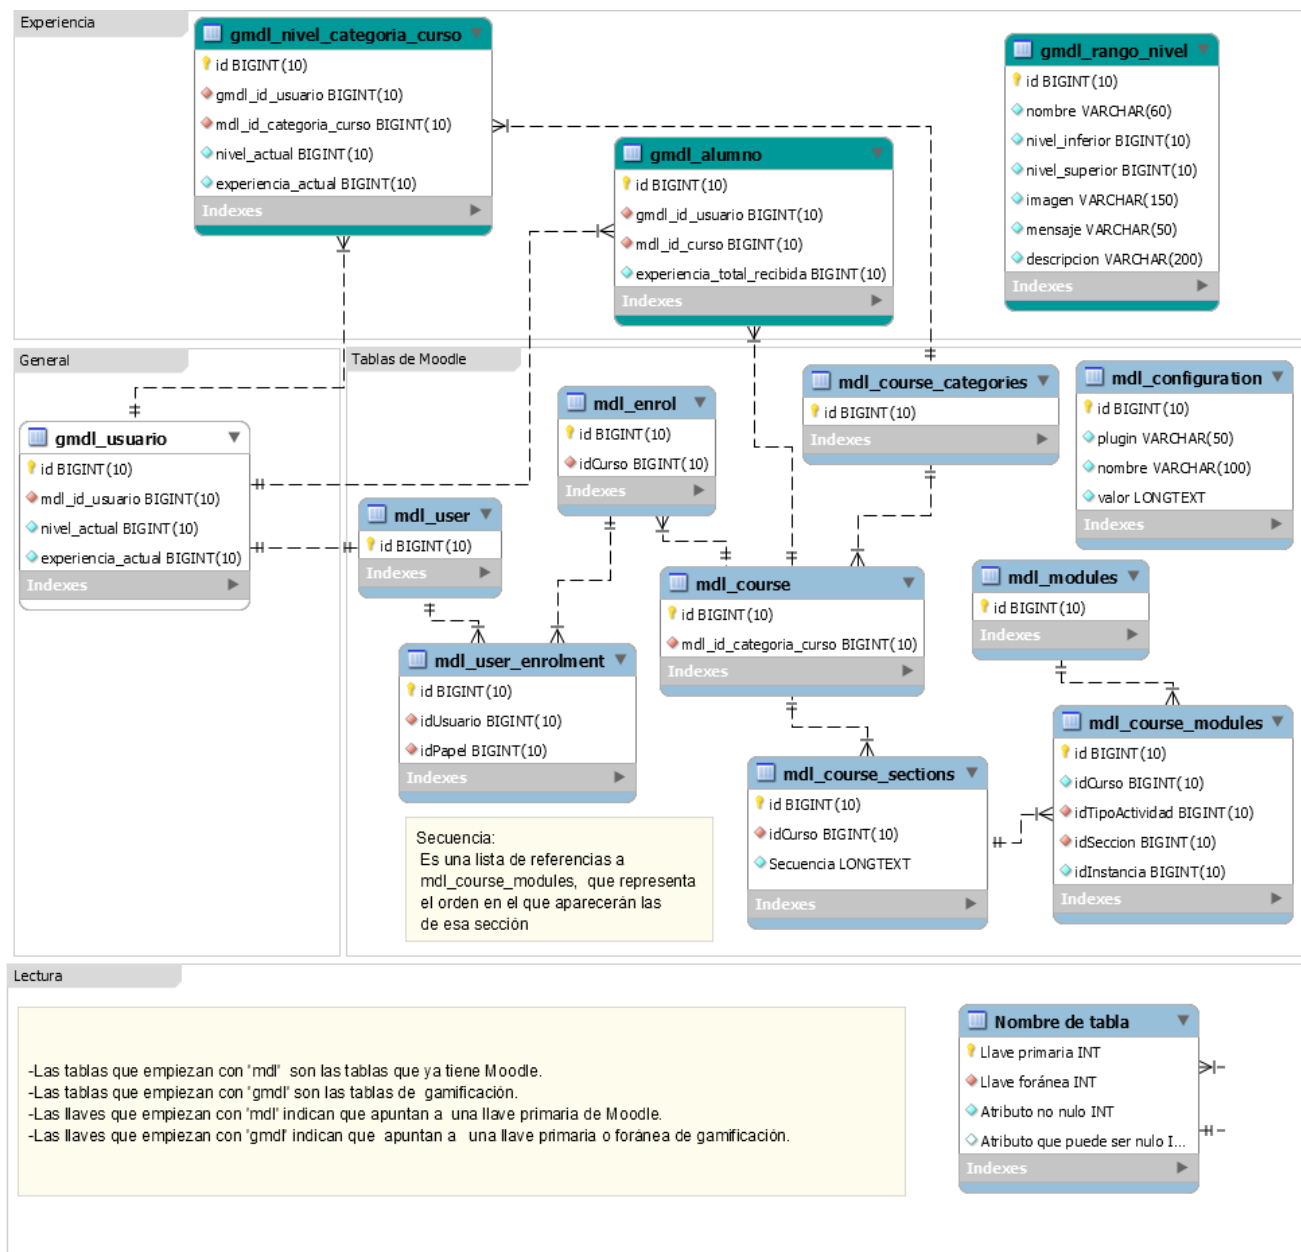 Experiencia
gmdl_nivel_categoria_curso
id BIGINT(10)
gmdl_id_usuario BIGINT(10)
mdl_id_categoria_curso BIGINT(10)
nivel_actual BIGINT(10)
experiencia_actual BIGINT(10)
Indexes
gmdl_alumno
id BIGINT(10)
gmdl_id_usuario BIGINT(10)
mdl_id_curso BIGINT(10)
experiencia_total_recibida BIGINT(10)
Indexes
gmdl_rango_nivel
id BIGINT(10)
nombre VARCHAR(60)
nivel_inferior BIGINT(10)
nivel_superior BIGINT(10)
imagen VARCHAR(150)
mensaje VARCHAR(50)
descripcion VARCHAR(200)
Indexes
General
gmdl_usuario
id BIGINT(10)
mdl_id_usuario BIGINT(10)
nivel_actual BIGINT(10)
experiencia_actual BIGINT(10)
Indexes
Tablas de Moodle
mdl_user
id BIGINT(10)
Indexes
mdl_enrol
id BIGINT(10)
idCurso BIGINT(10)
Indexes
mdl_course_categories
id BIGINT(10)
Indexes
mdl_configuration
id BIGINT(10)
plugin VARCHAR(50)
nombre VARCHAR(100)
valor LONGTEXT
Indexes
mdl_course
id BIGINT(10)
mdl_id_categoria_curso BIGINT(10)
Indexes
mdl_modules
id BIGINT(10)
Indexes
mdl_user_enrolment
id BIGINT(10)
idUsuario BIGINT(10)
idPapel BIGINT(10)
Indexes
mdl_course_sections
id BIGINT(10)
idCurso BIGINT(10)
Secuencia LONGTEXT
Indexes
mdl_course_modules
id BIGINT(10)
idCurso BIGINT(10)
idTipoActividad BIGINT(10)
idSeccion BIGINT(10)
idInstancia BIGINT(10)
Indexes
Secuencia:
Es una lista de referencias a
mdl_course_modules, que representa
el orden en el que aparecerán las
de esa sección
Lectura
-Las tablas que empiezan con 'mdl' son las tablas que ya tiene Moodle.
-Las tablas que empiezan con 'gmdl' son las tablas de gamificación.
-Las llaves que empiezan con 'mdl' indican que apuntan a una llave primaria de Moodle.
-Las llaves que empiezan con 'gmdl' indican que apuntan a una llave primaria o foránea de gamificación.
Nombre de tabla
Llave primaria INT
Llave foránea INT
Atributo no nulo INT
Atributo que puede ser nulo I...
Indexes